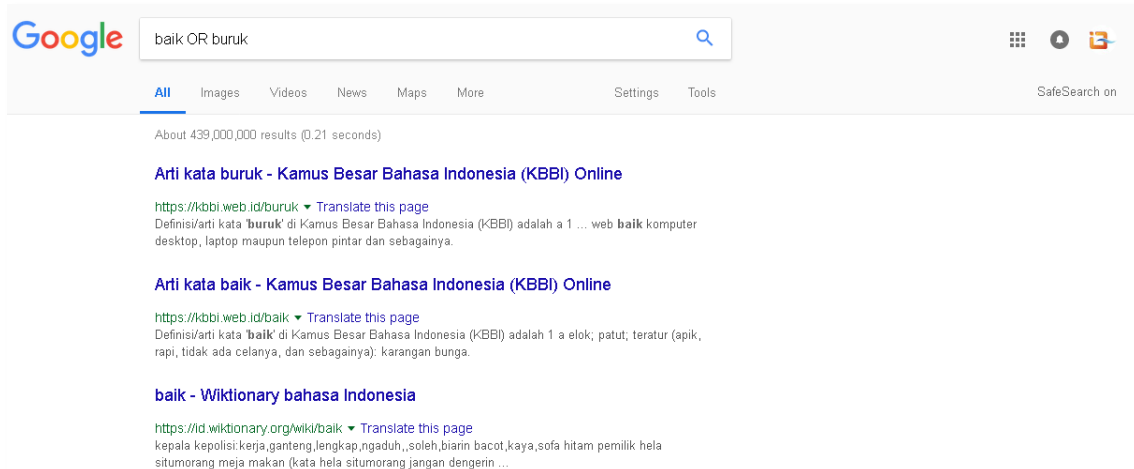 Google
baik OR buruk
All Images Videos News Maps More Settings Tools SafeSearch on
About 439,000,000 results (0.21 seconds)
Arti kata buruk - Kamus Besar Bahasa Indonesia (KBBI) Online
https://kbbi.web.id/buruk ▼ Translate this page
Definisi/arti kata 'buruk' di Kamus Besar Bahasa Indonesia (KBBI) adalah a 1 ... web baik komputer
desktop, laptop maupun telepon pintar dan sebagainya.
Arti kata baik - Kamus Besar Bahasa Indonesia (KBBI) Online
https://kbbi.web.id/baik ▼ Translate this page
Definisi/arti kata 'baik' di Kamus Besar Bahasa Indonesia (KBBI) adalah 1 a elok; patut; teratur (apik,
rapi, tidak ada celanya, dan sebagainya): karangan bunga.
baik - Wiktionary bahasa Indonesia
https://id.wiktionary.org/wiki/baik ▼ Translate this page
kepala kepolisi:kerja,ganteng,lengkap,ngaduh,,soleh,biarin bacot,kaya,sofa hitam pemilik hela
situmorang meja makan (kata hela situmorang jangan dengerin ...